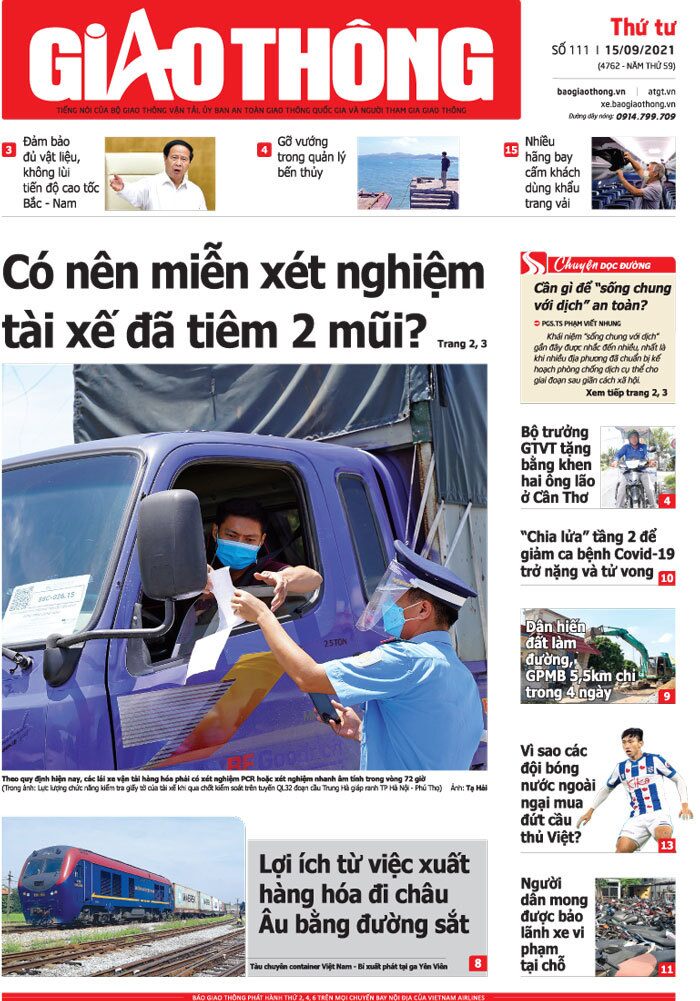 GIAO THÔNG
TIẾNG NÓI CỦA BỘ GIAO THÔNG VẬN TẢI, ỦY BAN AN TOÀN GIAO THÔNG QUỐC GIA VÀ NGƯỜI THAM GIA GIAO THÔNG
Thứ tư
SỐ 111 | 15/09/2021
(4762 - NĂM THỨ 59)
baogiaothong.vn | atgt.vn
xe.baogiaothong.vn
Đường dây nóng: 0914.799.709
3
Đảm bảo
đủ vật liệu,
không lùi
tiến độ cao tốc
Bắc - Nam
4
Gỡ vướng
trong quản lý
bến thủy
15
Nhiều
hãng bay
cấm khách
dùng khẩu
trang vải
Có nên miễn xét nghiệm
tài xế đã tiêm 2 mũi?
Trang 2, 3
Chuyện DỌC ĐƯỜNG
Cần gì để “sống chung
với dịch” an toàn?
PGS.TS PHẠM VIẾT NHUNG
Khái niệm “sống chung với dịch”
gần đây được nhắc đến nhiều, nhất là
khi nhiều địa phương đã chuẩn bị kế
hoạch phòng chống dịch cụ thể cho
giai đoạn sau giãn cách xã hội.
Xem tiếp trang 2, 3
Bộ trưởng
GTVT tặng
bằng khen
hai ông lão
ở Cần Thơ
4
“Chia lửa” tầng 2 để
giảm ca bệnh Covid-19
trở nặng và tử vong
10
Dân hiến
đất làm
đường,
GPMB 5,5km chỉ
trong 4 ngày
9
Vì sao các
đội bóng
nước ngoài
ngại mua
đứt cầu
thủ Việt?
13
Người
dân mong
được bảo
lãnh xe vi
phạm
tại chỗ
11
88C-026.15
2.5 TON
Theo quy định hiện nay, các lái xe vận tải hàng hóa phải có xét nghiệm PCR hoặc xét nghiệm nhanh âm tính trong vòng 72 giờ
(Trong ảnh: Lực lượng chức năng kiểm tra giấy tờ của tài xế khi qua chốt kiểm soát trên tuyến QL32 đoạn cầu Trung Hà giáp ranh TP Hà Nội - Phú Thọ) Ảnh: Tạ Hải
Lợi ích từ việc xuất
hàng hóa đi châu
Âu bằng đường sắt
Tàu chuyên container Việt Nam - Bỉ xuất phát tại ga Yên Viên
8
BÁO GIAO THÔNG PHÁT HÀNH THỨ 2, 4, 6 TRÊN MỌI CHUYẾN BAY NỘI ĐỊA CỦA VIETNAM AIRLINES